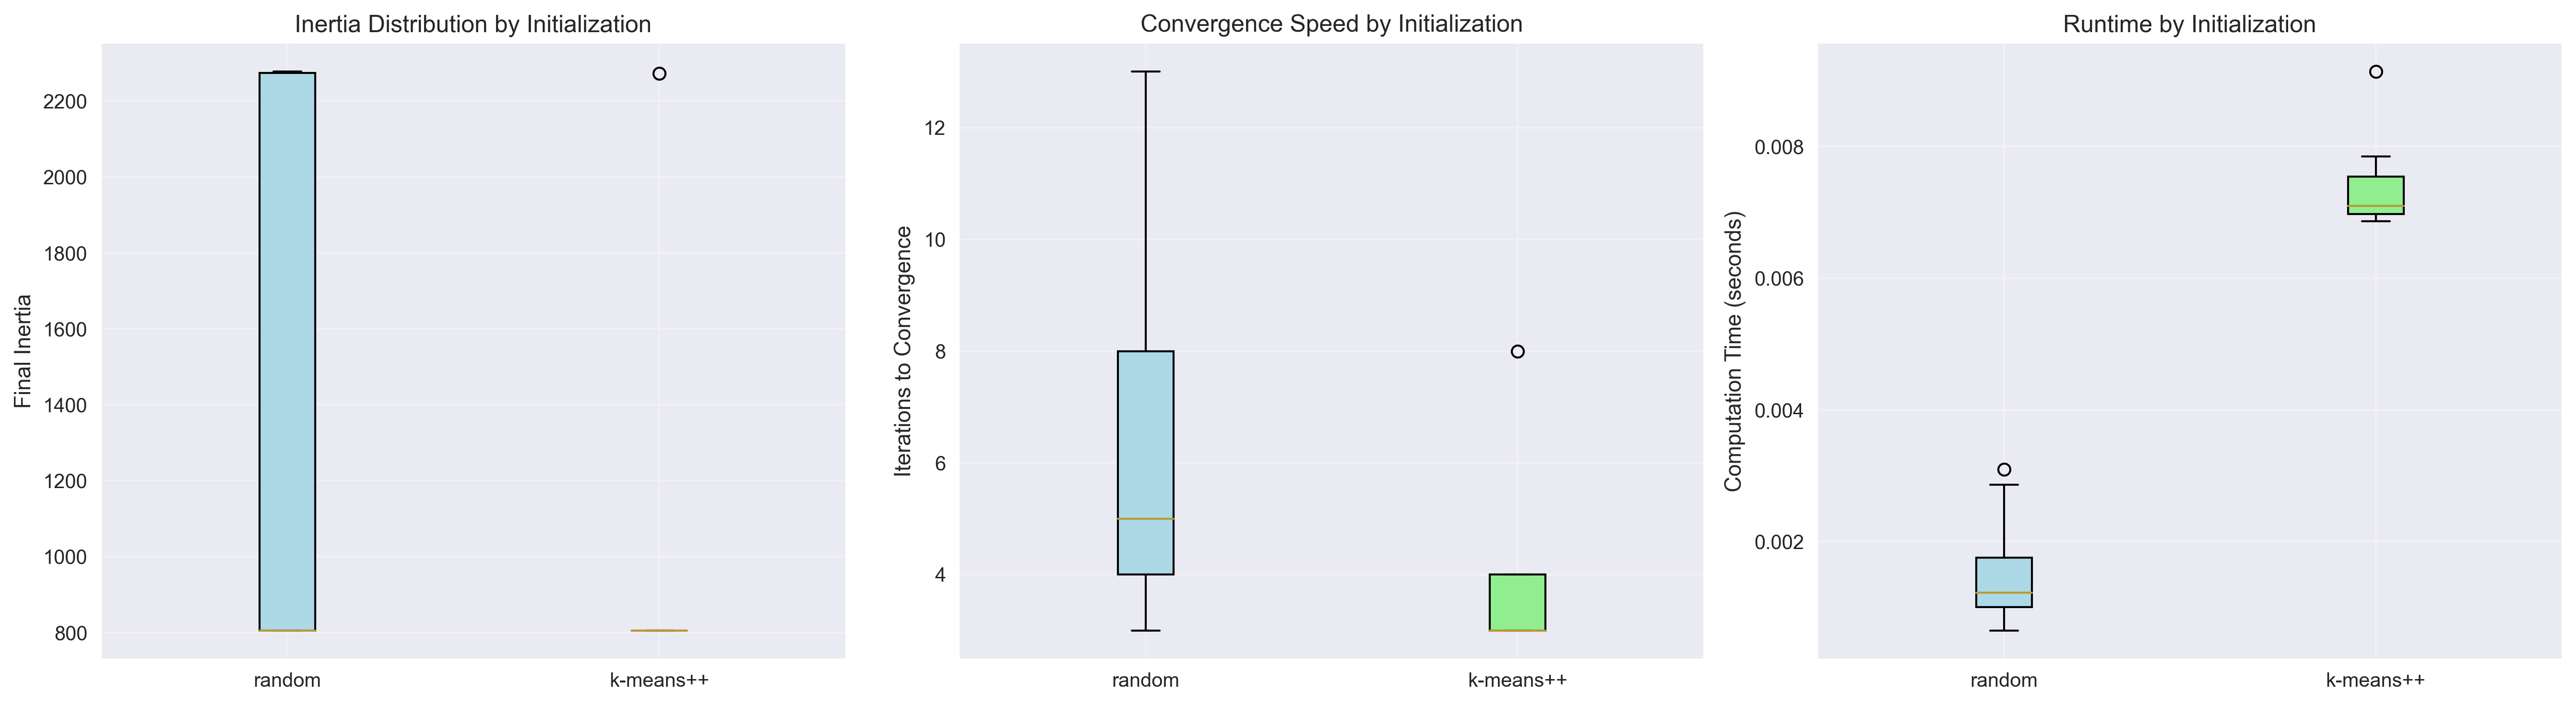 Inertia Distribution by Initialization
Final Inertia
2200
2000
1800
1600
1400
1200
1000
800
random
k-means++
Convergence Speed by Initialization
Iterations to Convergence
12
10
8
6
4
random
k-means++
Runtime by Initialization
Computation Time (seconds)
0.008
0.006
0.004
0.002
random
k-means++